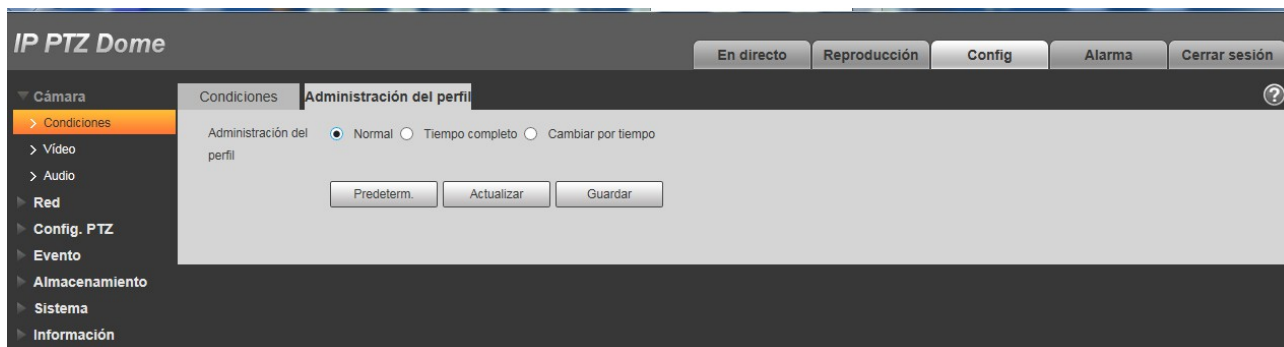 IP PTZ Dome
En directo
Reproducción
Config
Alarma
Cerrar sesión
Cámara
Condiciones
Vídeo
Audio
Red
Config. PTZ
Evento
Almacenamiento
Sistema
Información
Condiciones
Administración del perfil
?
Administración del
perfil
Normal
Tiempo completo
Cambiar por tiempo
Predeterm.
Actualizar
Guardar